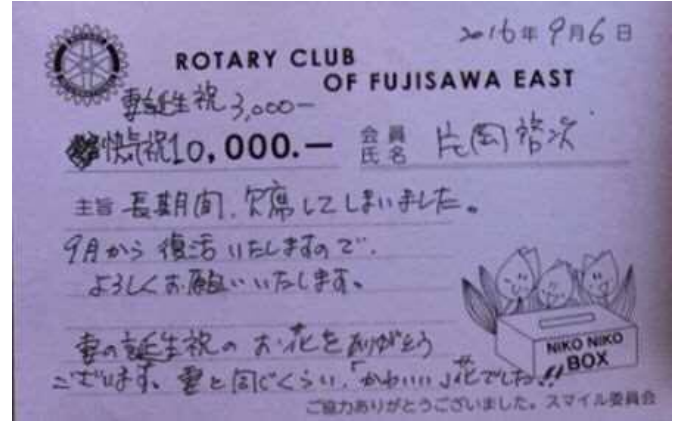 2016年9月6日
ROTARY CLUB
OF FUJISAWA EAST
妻誕生祝 3,000-
快気祝10,000.-
会員氏名 片岡裕次
主旨 長期間、欠席してしまいました。
9月から復活いたしますので、
よろしくお願いいたします。
妻の誕生祝のお花をありがとう
ございます。妻と同じくらい、「かわいい」花でした!!
NIKO NIKO
BOX
ご協力ありがとうございました。スマイル委員会